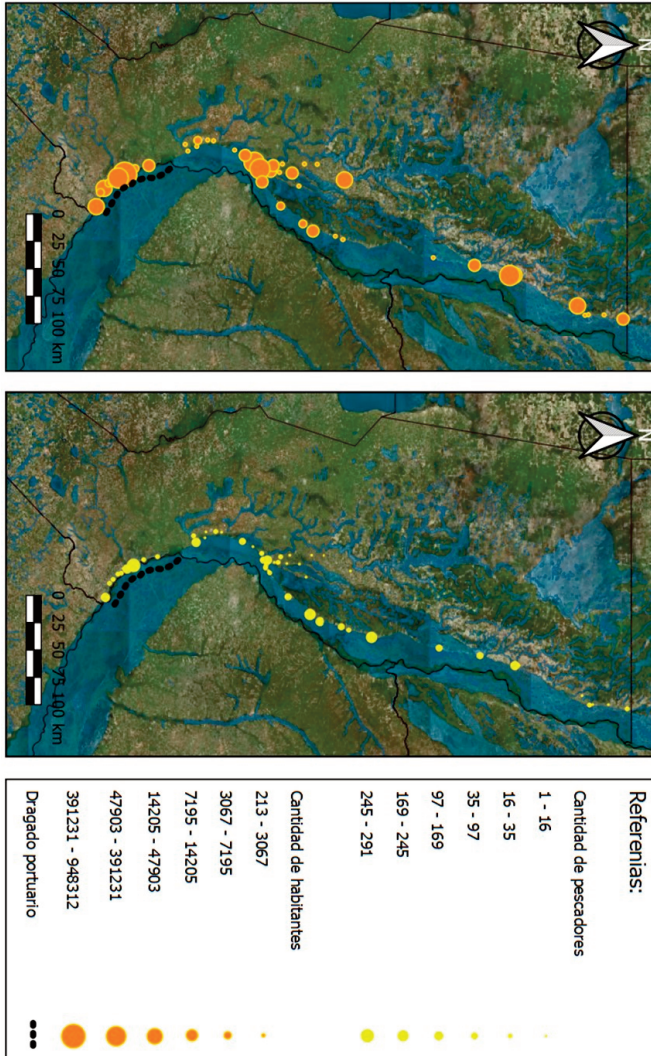 N
0 25 50 75 100 km
N
0 25 50 75 100 km
Referenias:
Cantidad de pescadores
1 - 16
16 - 35
35 - 97
97 - 169
169 - 245
245 - 291
Cantidad de habitantes
213 - 3067
3067 - 7195
7195 - 14205
14205 - 47903
47903 - 391231
391231 - 948312
Dragado portuario